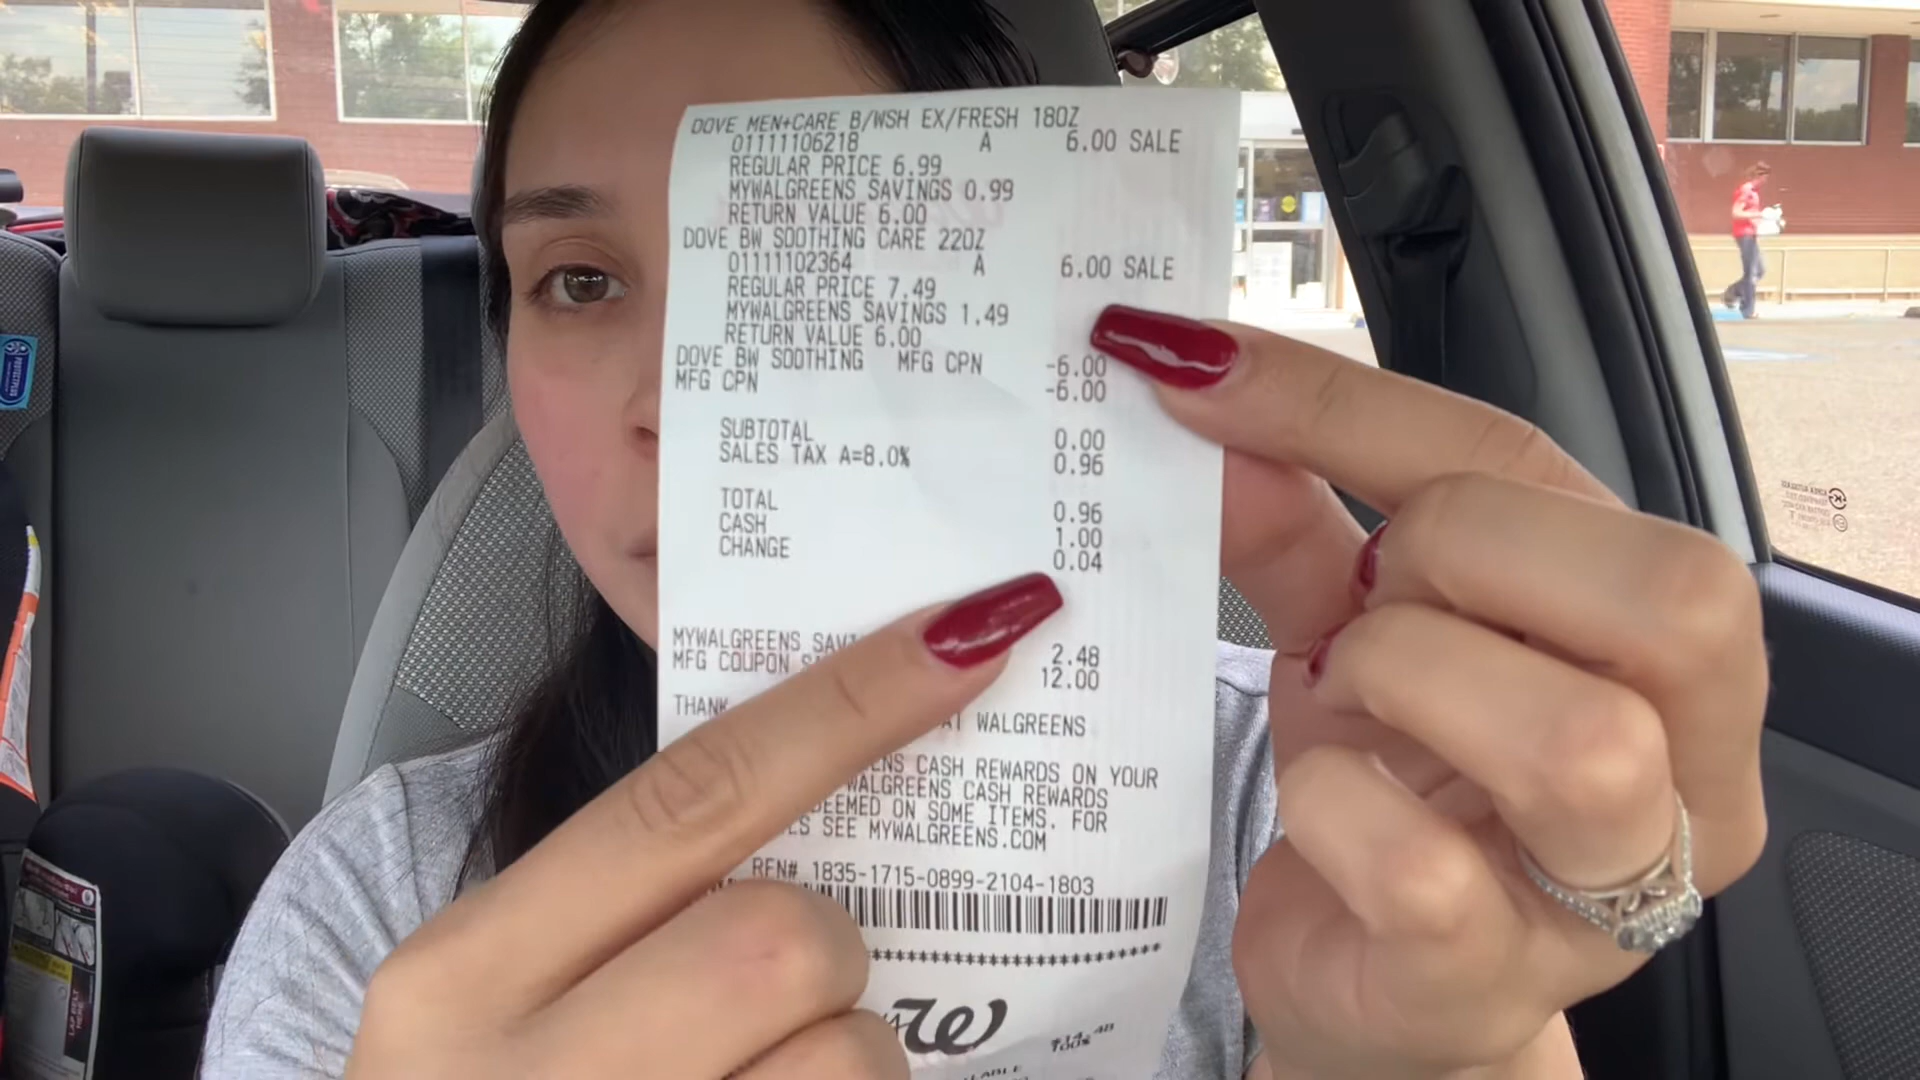 DOVE MEN+CARE B/WSH EX/FRESH 18OZ
01111106218 A 6.00 SALE
REGULAR PRICE 6.99
MYWALGREENS SAVINGS 0.99
RETURN VALUE 6.00
DOVE BW SOOTHING CARE 22OZ
01111102364 A 6.00 SALE
REGULAR PRICE 7.49
MYWALGREENS SAVINGS 1.49
RETURN VALUE 6.00
DOVE BW SOOTHING MFG CPN -6.00
MFG CPN -6.00
SUBTOTAL 0.00
SALES TAX A=8.0% 0.96
TOTAL 0.96
CASH 1.00
CHANGE 0.04
MYWALGREENS 2.48
MFG COUPON 12.00
THANK AT WALGREENS
CASH REWARDS ON YOUR
WALGREENS CASH REWARDS
ON SOME ITEMS. FOR
SEE MYWALGREENS.COM
RFN# 1835-1715-0899-2104-1803
*****************************
W
$14.48
100%